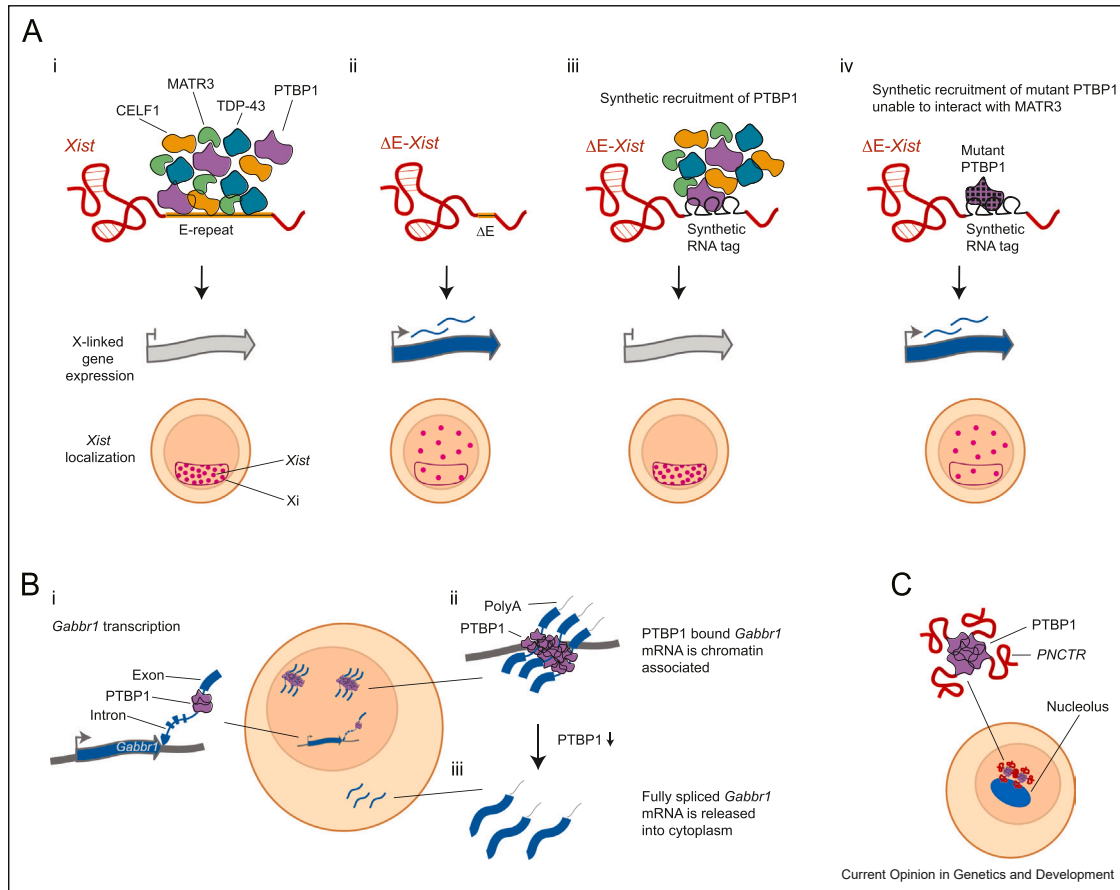 A
i
CELF1
MATR3
TDP-43
PTBP1
Xist
E-repeat
ii
ΔE-Xist
ΔE
iii
Synthetic recruitment of PTBP1
ΔE-Xist
Synthetic
RNA tag
iv
Synthetic recruitment of mutant PTBP1
unable to interact with MATR3
ΔE-Xist
Mutant
PTBP1
Synthetic
RNA tag
X-linked
gene
expression
Xist
localization
Xist
Xi
B
i
Gabbr1 transcription
Exon
PTBP1
Intron
Gabbr1
ii
PolyA
PTBP1
PTBP1 bound Gabbr1
mRNA is chromatin
associated
PTBP1 ↓
iii
Fully spliced Gabbr1
mRNA is released
into cytoplasm
C
PTBP1
PNCTR
Nucleolus
Current Opinion in Genetics and Development